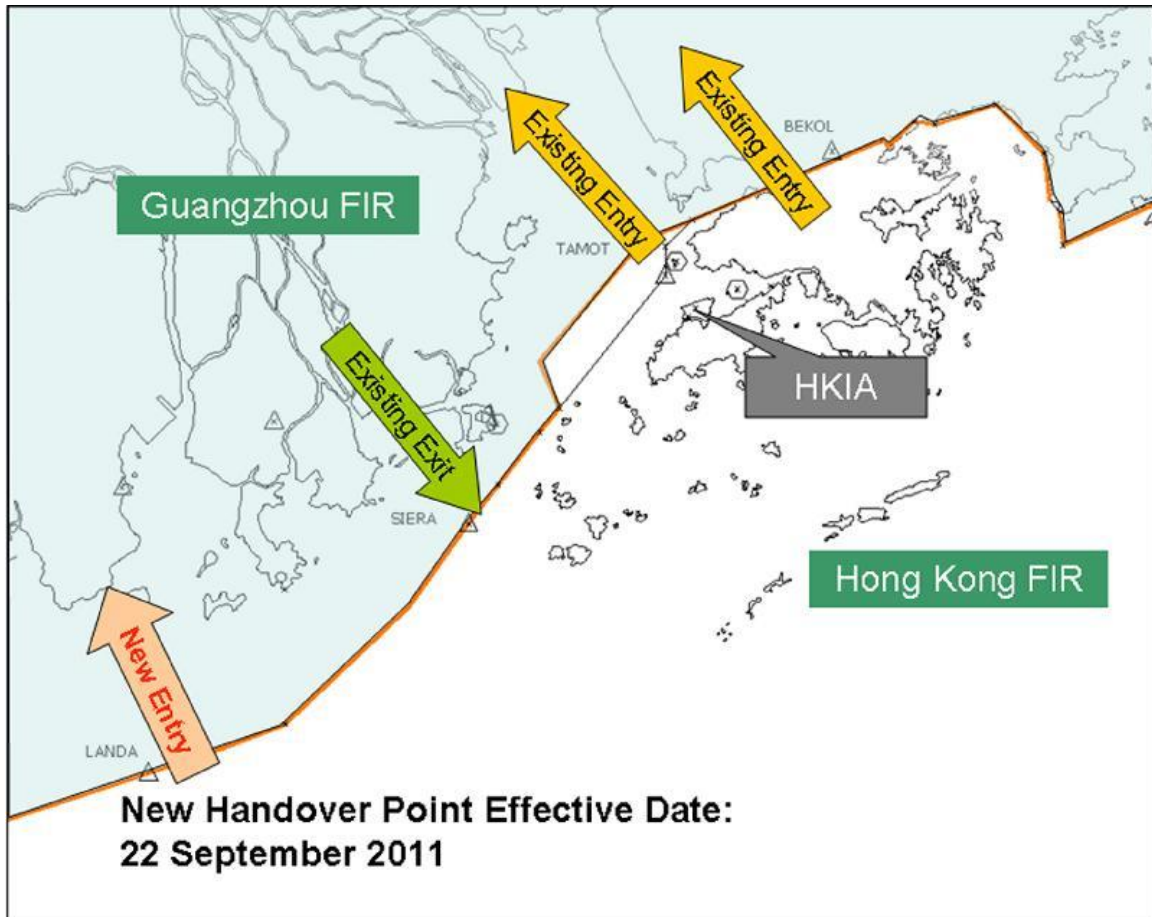 Existing Entry
Existing Entry
BEKOL
Guangzhou FIR
TAMOT
HKIA
Existing Exit
SIERA
Hong Kong FIR
New Entry
LANDA
New Handover Point Effective Date:
22 September 2011